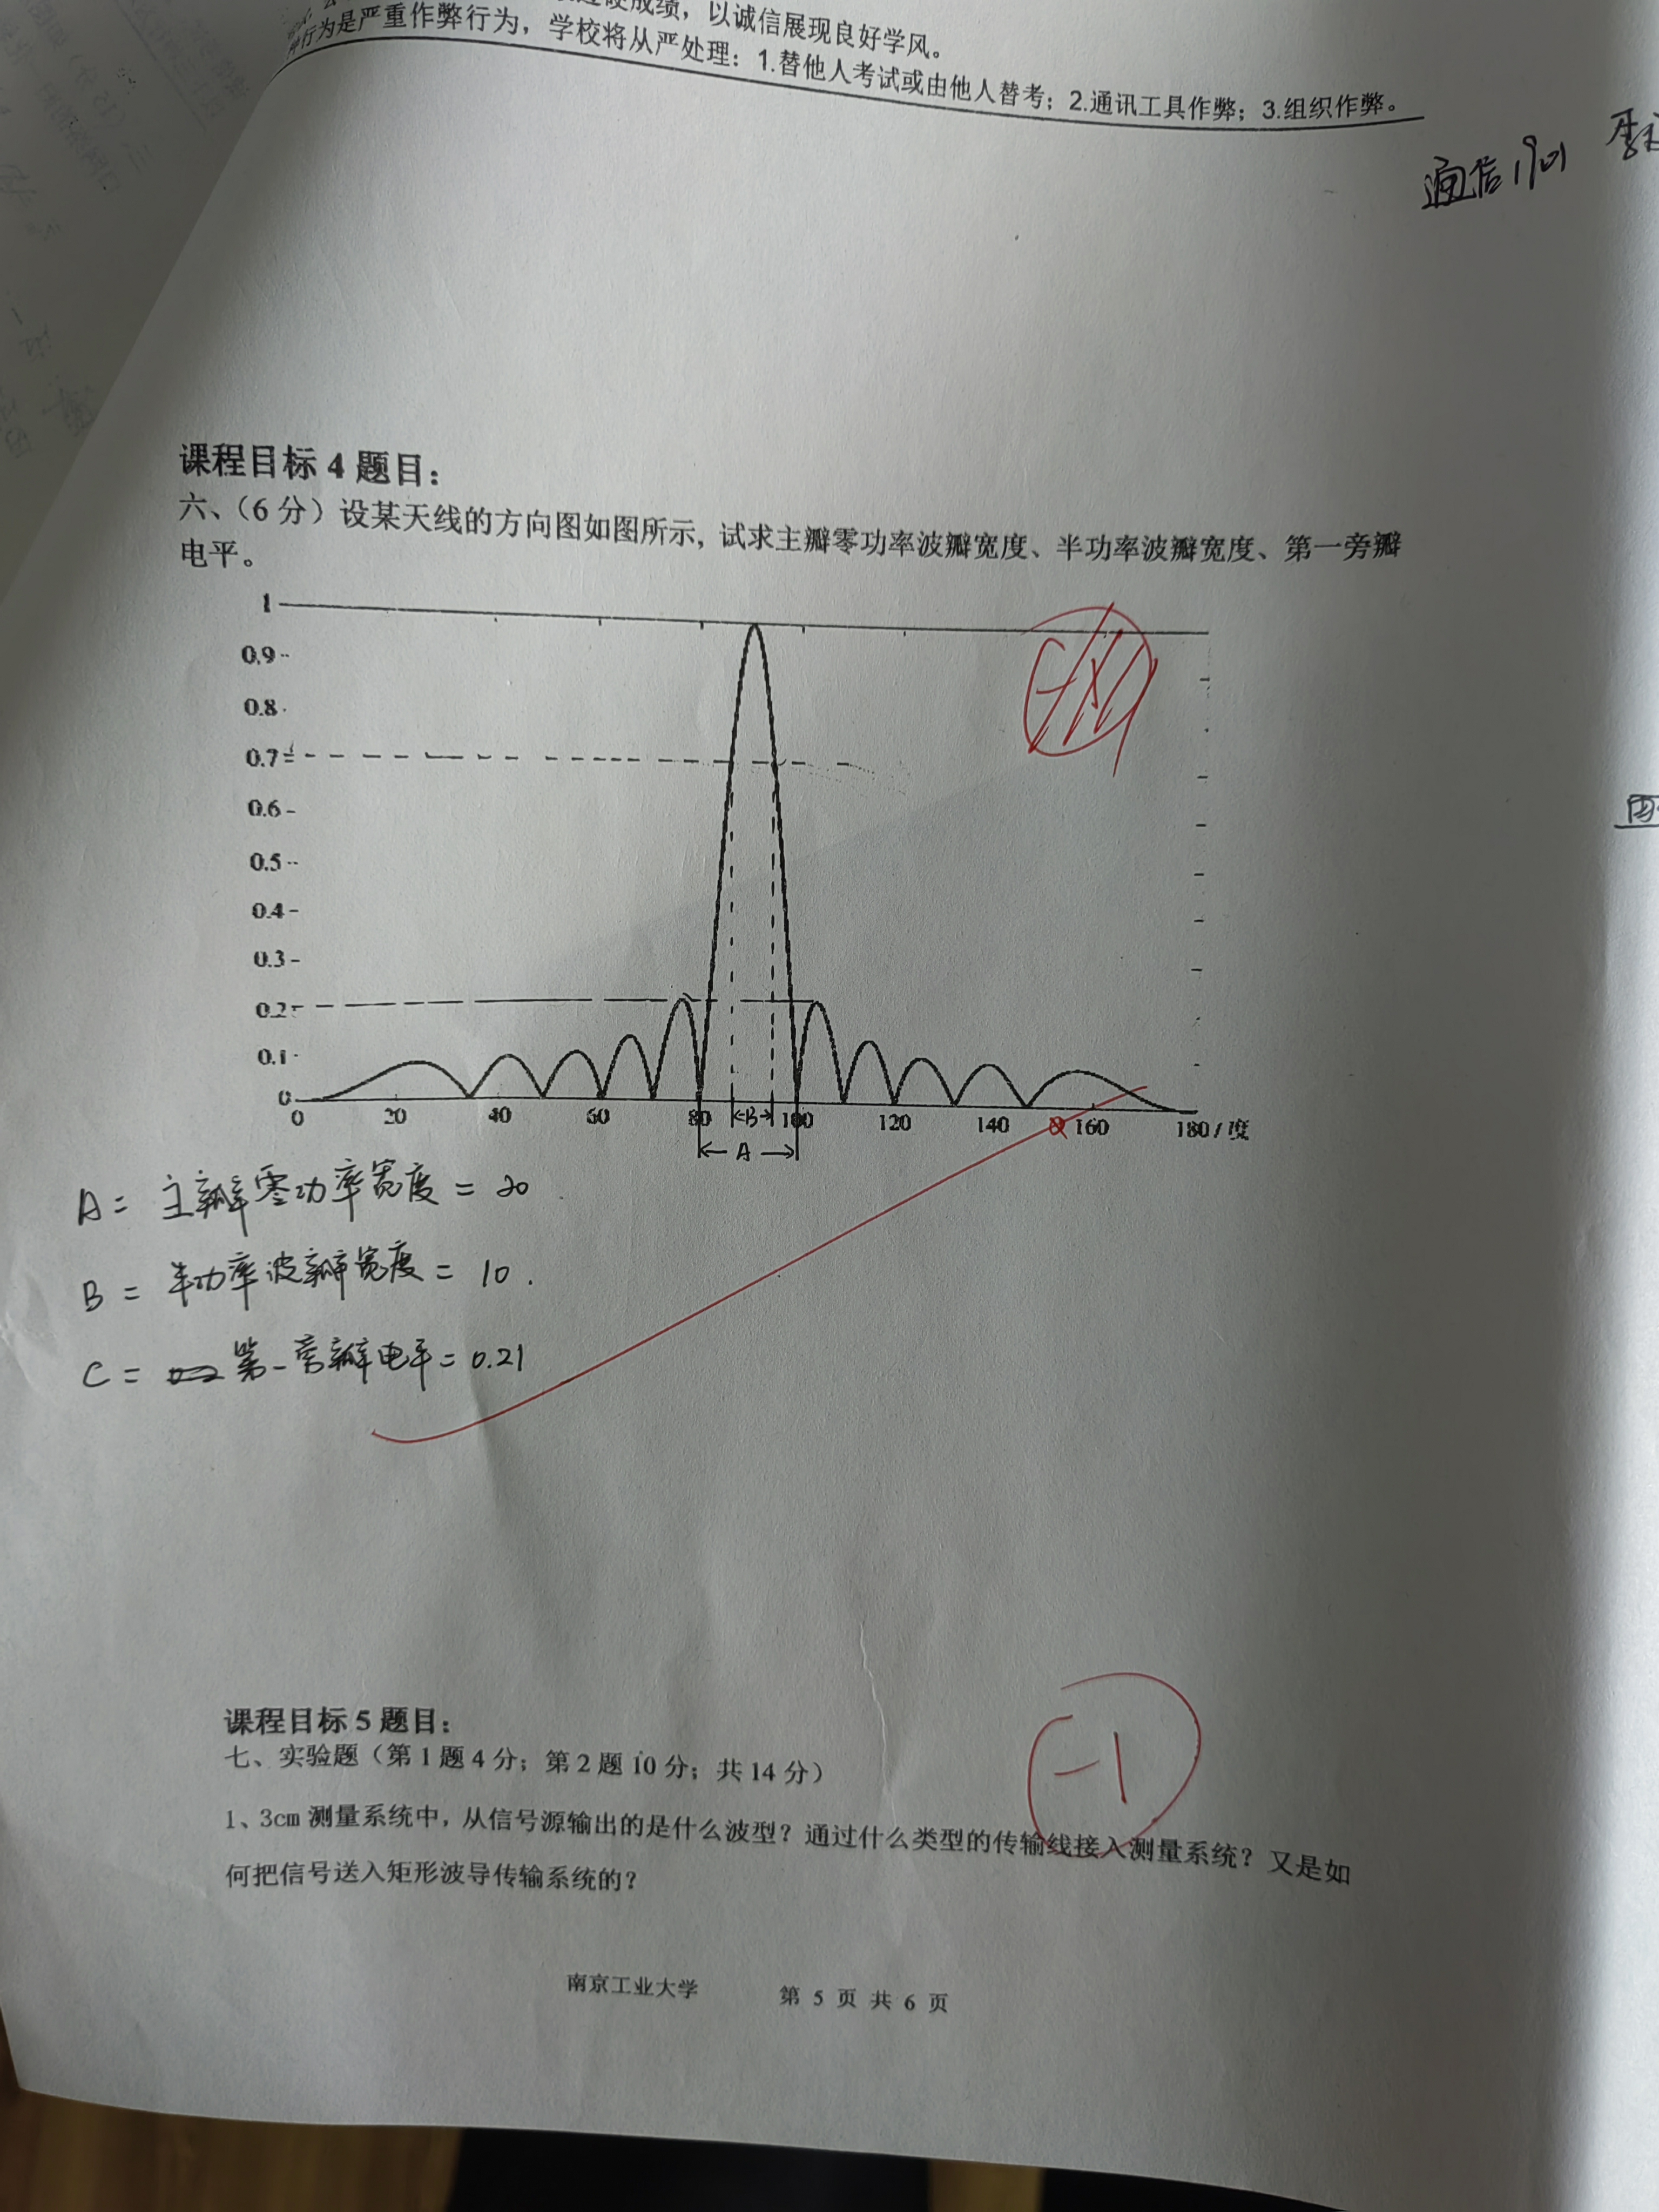 成绩，以诚信展现良好学风。
行为是严重作弊行为，学校将从严处理：1.替他人考试或由他人替考；2.通讯工具作弊；3.组织作弊。
通信1901 李
课程目标 4 题目：
六、（6 分）设某天线的方向图如图所示，试求主瓣零功率波瓣宽度、半功率波瓣宽度、第一旁瓣
电平。
1
0.9
0.8
0.7
0.6
0.5
0.4
0.3
0.2
0.1
0
0 20 40 60 80 B 100 120 140 160 180 / 度
A
A = 主瓣零功率宽度 = 20
B = 半功率波瓣宽度 = 10.
C = 第一旁瓣电平 = 0.21
-1
课程目标 5 题目：
七、实验题（第 1 题 4 分；第 2 题 10 分；共 14 分）
1、3cm 测量系统中，从信号源输出的是什么波型？通过什么类型的传输线接入测量系统？又是如
何把信号送入矩形波导传输系统的？
南京工业大学 第 5 页 共 6 页